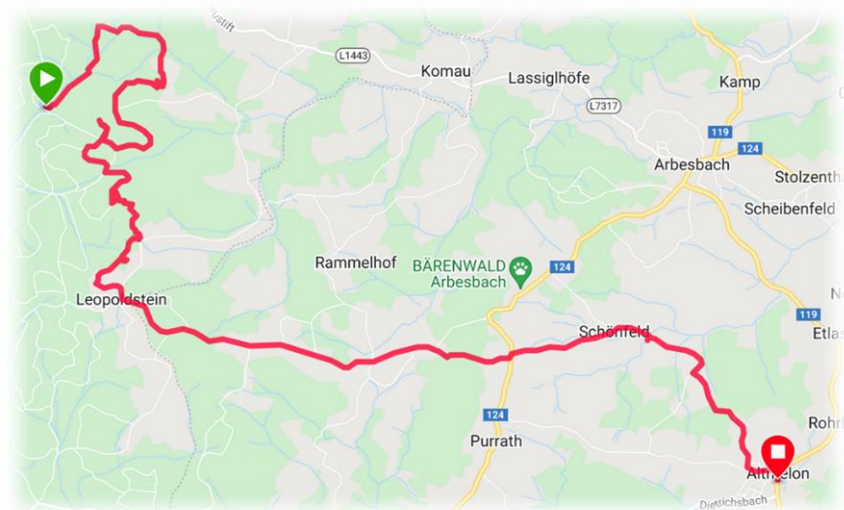 L1443
Komau
Lassiglhöfe
Kamp
L7317
119
124
Arbesbach
Stolzentha
Scheibenfeld
Rammelhof
BÄRENWALD
Arbesbach
124
Leopoldstein
Schönfeld
119
Etlas
124
Purrath
Rohr
Dietrichsbach